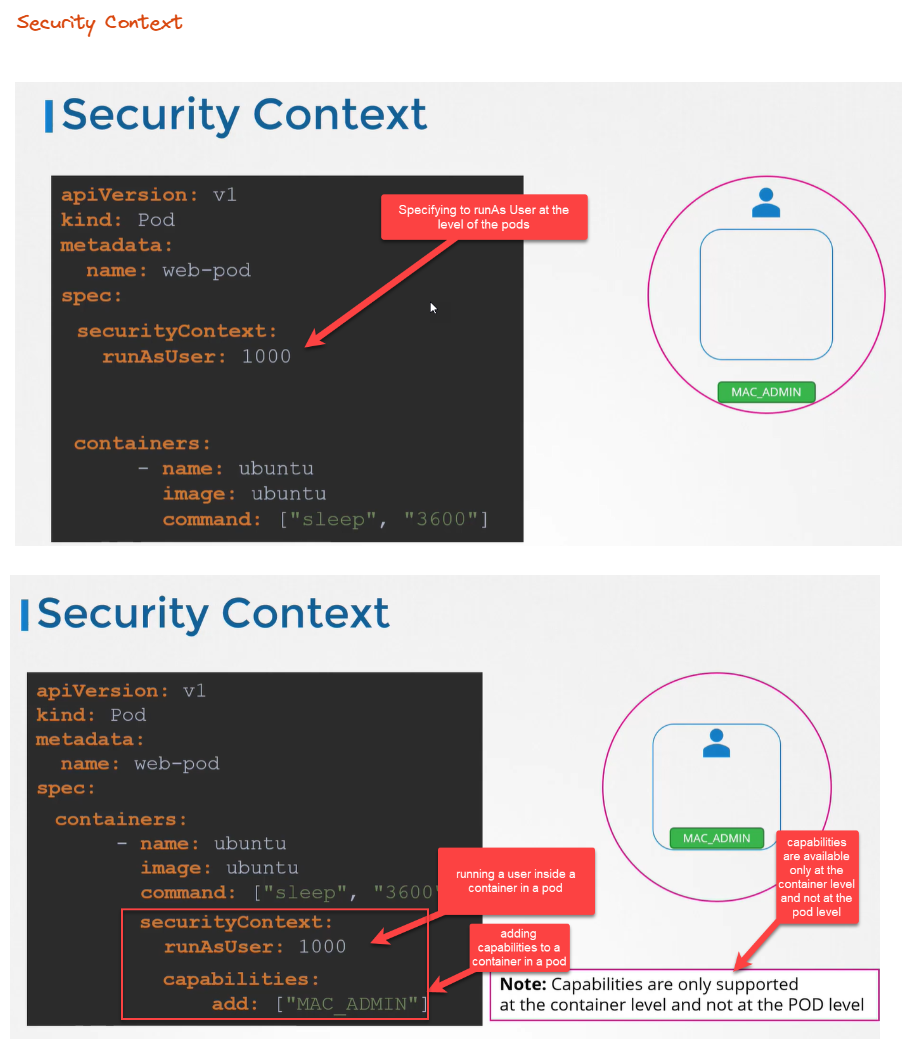 Security Context
Security Context
apiVersion: v1
kind: Pod
metadata:
name: web-pod
spec:
securityContext:
runAsUser: 1000
containers:
- name: ubuntu
image: ubuntu
command: ["sleep", "3600"]
Specifying to runAs User at the
level of the pods
MAC_ADMIN
Security Context
apiVersion: v1
kind: Pod
metadata:
name: web-pod
spec:
containers:
- name: ubuntu
image: ubuntu
command: ["sleep", "3600"
securityContext:
runAsUser: 1000
capabilities:
add: ["MAC_ADMIN"]
running a user inside a
container in a pod
adding
capabilities to a
container in a pod
MAC_ADMIN
capabilities
are available
only at the
container level
and not at the
pod level
Note: Capabilities are only supported
at the container level and not at the POD level